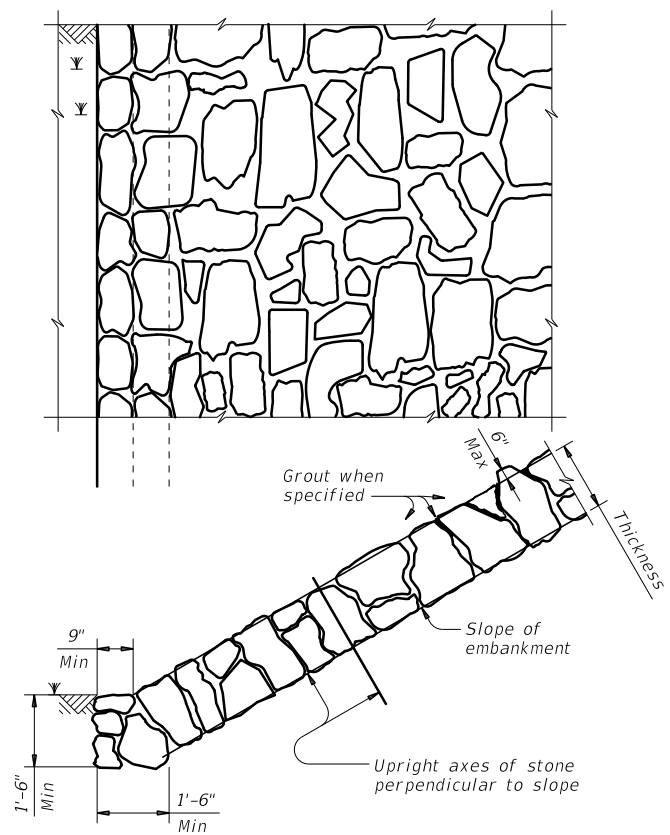 6"
Max
Grout when
specified
Thickness
9"
Min
Slope of
embankment
1'-6"
Min
Upright axes of stone
perpendicular to slope
1'-6"
Min